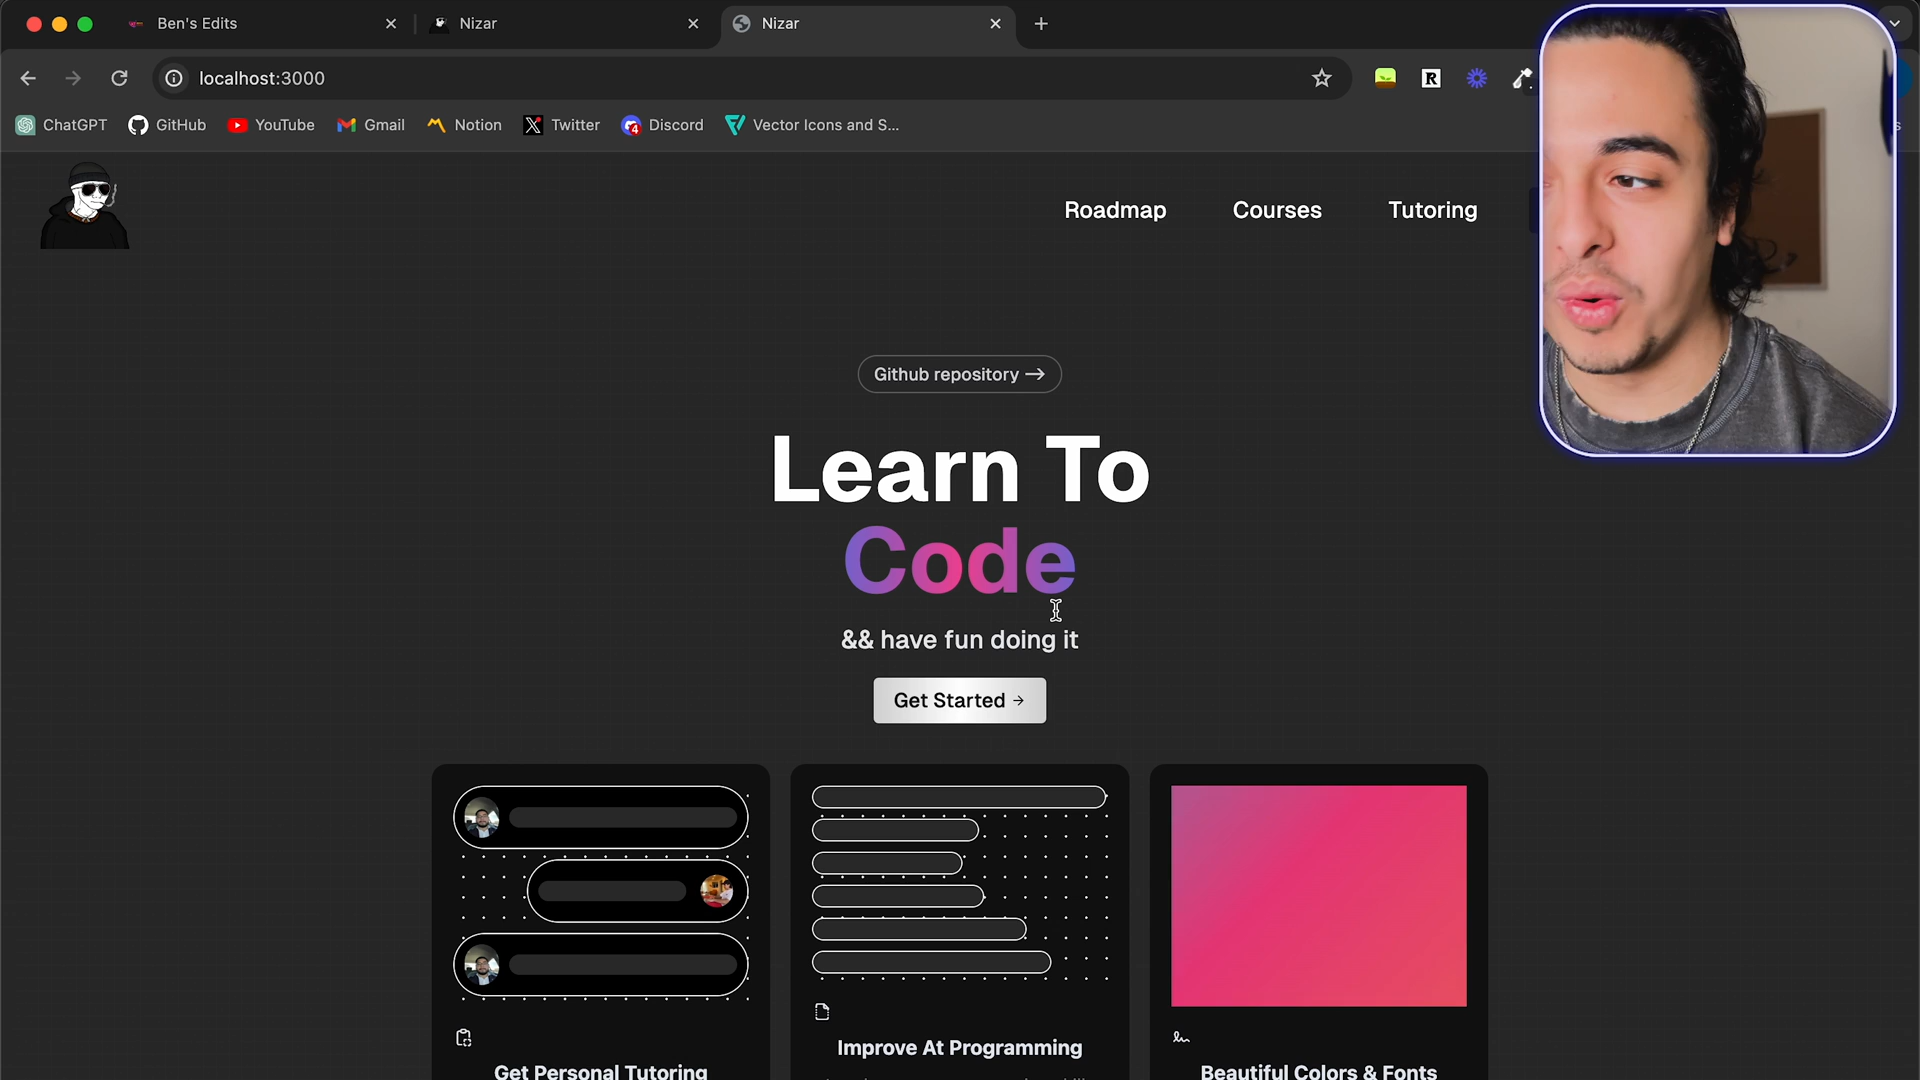 Ben's Edits
Nizar
Nizar
localhost:3000
R
ChatGPT
GitHub
YouTube
Gmail
Notion
Twitter
4
Discord
Vector Icons and S...
Roadmap
Courses
Tutoring
Github repository →
Learn To
Code
&& have fun doing it
Get Started →
Get Personal Tutoring
Improve At Programming
Beautiful Colors & Fonts